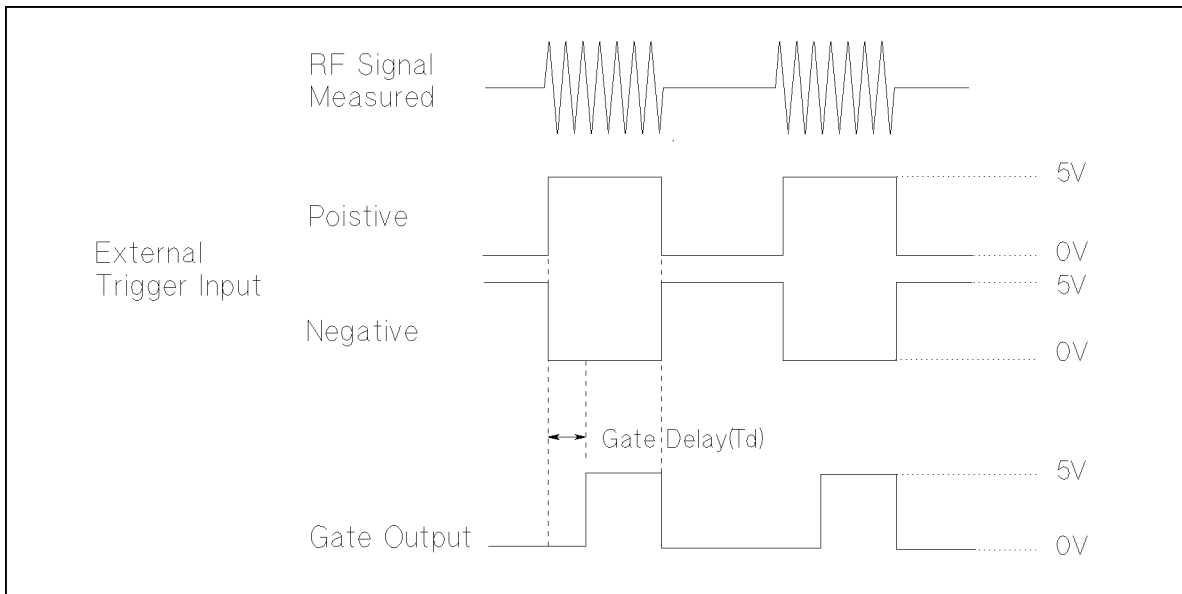 RF Signal
Measured
5V
Poistive
0V
External
Trigger Input
5V
Negative
0V
Gate Delay(Td)
5V
Gate Output
0V